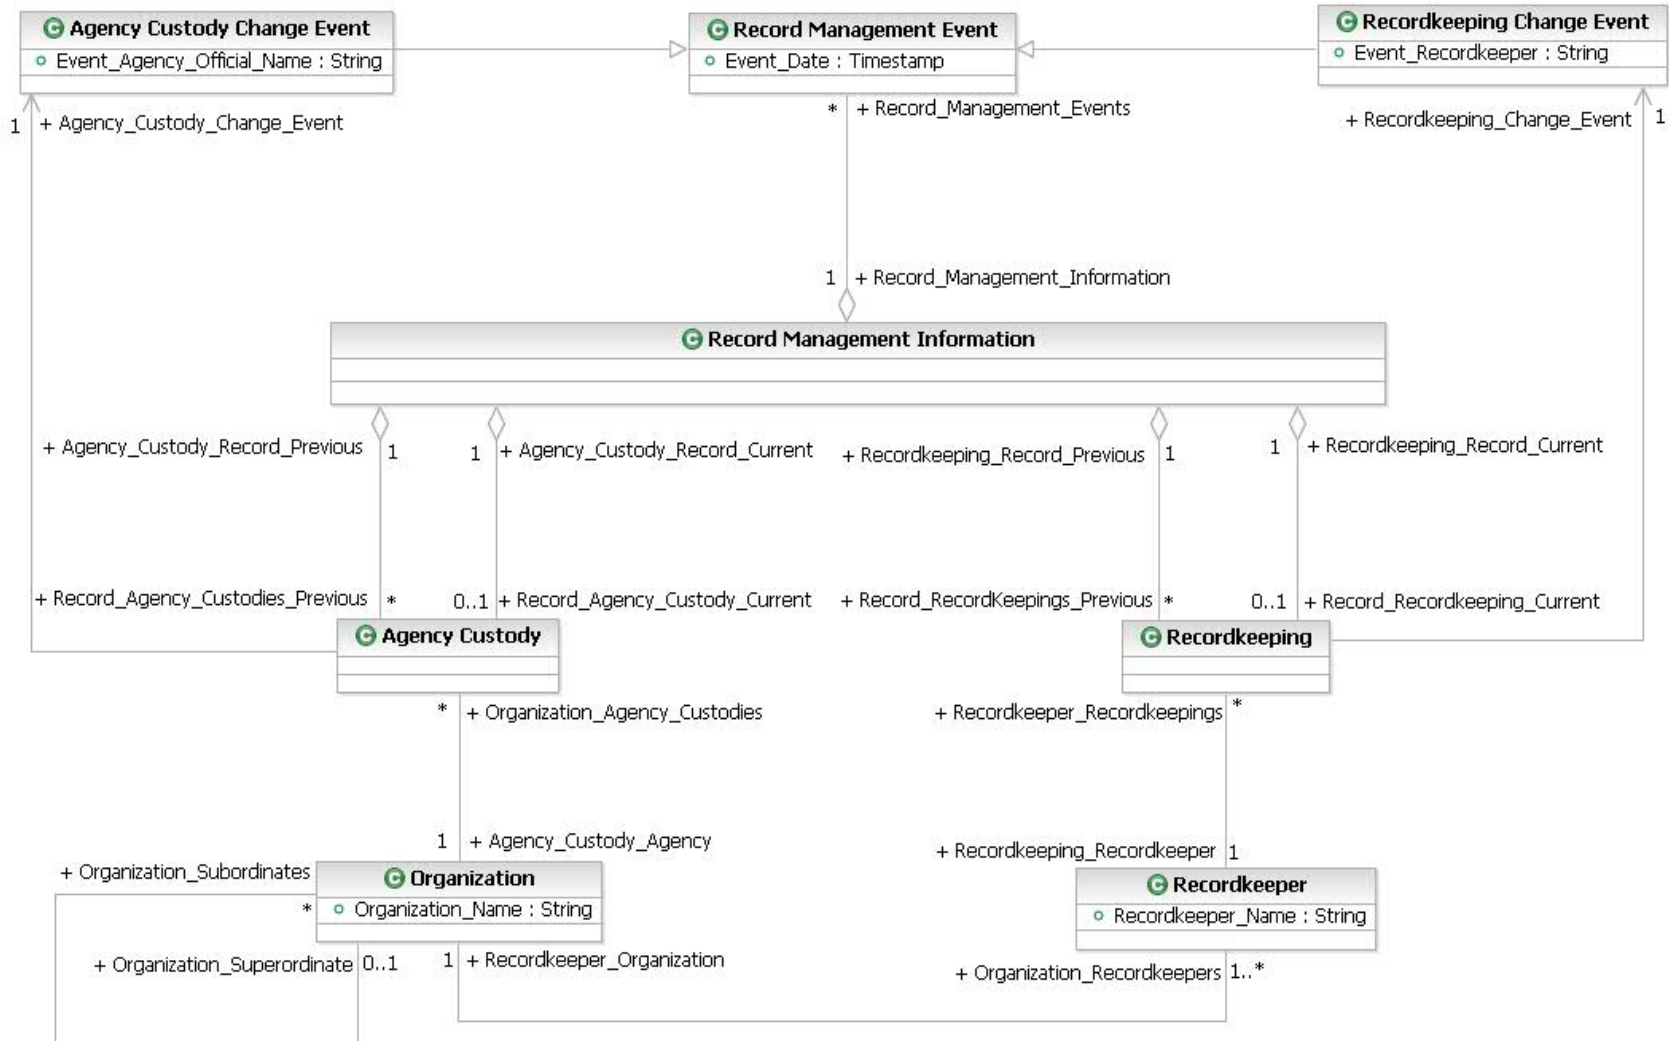 Agency Custody Change Event
Event_Agency_Official_Name : String
Record Management Event
Event_Date : Timestamp
Recordkeeping Change Event
Event_Recordkeeper : String
1 + Agency_Custody_Change_Event
* + Record_Management_Events
+ Recordkeeping_Change_Event 1
1 + Record_Management_Information
Record Management Information
+ Agency_Custody_Record_Previous 1
1 + Agency_Custody_Record_Current
+ Recordkeeping_Record_Previous 1
1 + Recordkeeping_Record_Current
+ Record_Agency_Custodies_Previous *
0..1 + Record_Agency_Custody_Current
+ Record_RecordKeepings_Previous *
0..1 + Record_Recordkeeping_Current
Agency Custody
Recordkeeping
* + Organization_Agency_Custodies
+ Recordkeeper_Recordkeepings *
1 + Agency_Custody_Agency
+ Recordkeeping_Recordkeeper 1
+ Organization_Subordinates
*
Organization
Organization_Name : String
Recordkeeper
Recordkeeper_Name : String
+ Organization_Superordinate 0..1
1 + Recordkeeper_Organization
+ Organization_Recordkeepers 1..*